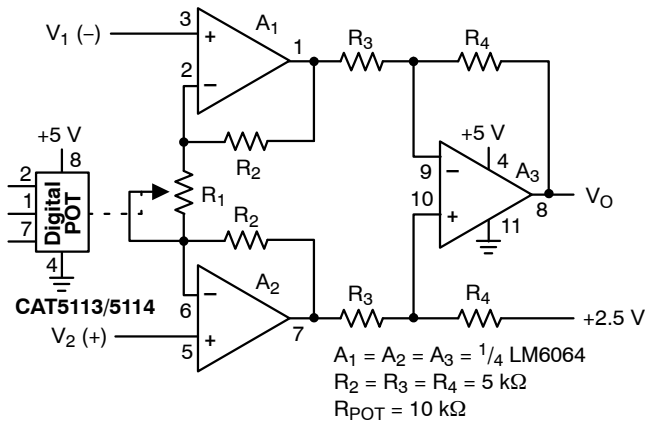 V1 (–)
3
+
A1
1
2
–
R3
R4
R2
+5 V
8
2
1
7
Digital
POT
4
R1
R2
+5 V
4
9
–
A3
10
+
8
VO
11
CAT5113/5114
–
6
A2
7
V2 (+)
5
+
R3
R4
+2.5 V
A1 = A2 = A3 = 1/4 LM6064
R2 = R3 = R4 = 5 kΩ
RPOT = 10 kΩ